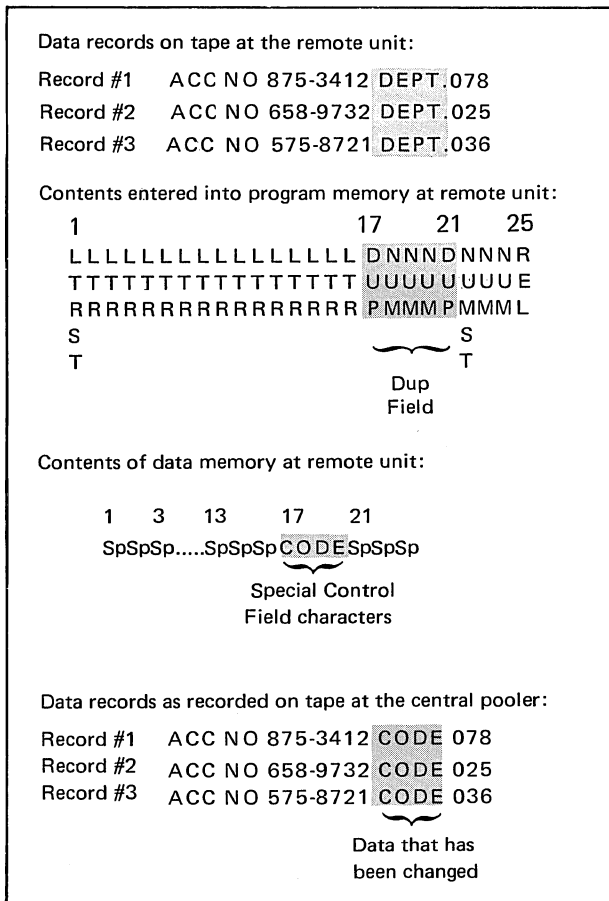 Data records on tape at the remote unit:
Record #1 ACC NO 875-3412 DEPT.078
Record #2 ACC NO 658-9732 DEPT.025
Record #3 ACC NO 575-8721 DEPT.036
Contents entered into program memory at remote unit:
1 17 21 25
L L L L L L L L L L L L L L L L D N N N D N N N R
T T T T T T T T T T T T T T T T U U U U U U U U E
R R R R R R R R R R R R R R R R P M M M P M M M L
S S
T T
Dup
Field
Contents of data memory at remote unit:
1 3 13 17 21
SpSpSp.....SpSpSpCODESpSpSp
Special Control
Field characters
Data records as recorded on tape at the central pooler:
Record #1 ACC NO 875-3412 CODE 078
Record #2 ACC NO 658-9732 CODE 025
Record #3 ACC NO 575-8721 CODE 036
Data that has
been changed